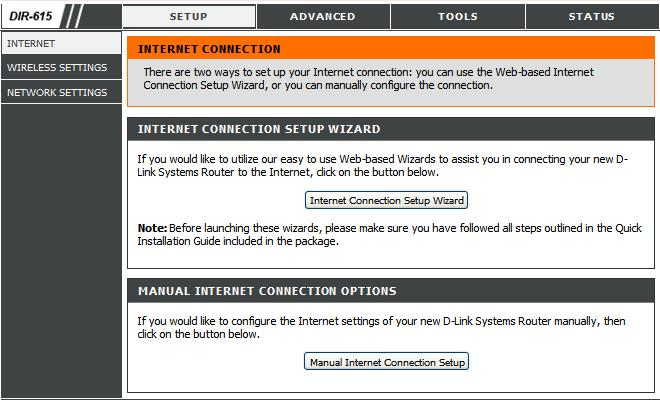 DIR-615
SETUP
ADVANCED
TOOLS
STATUS
INTERNET
WIRELESS SETTINGS
NETWORK SETTINGS
INTERNET CONNECTION
There are two ways to set up your Internet connection: you can use the Web-based Internet
Connection Setup Wizard, or you can manually configure the connection.
INTERNET CONNECTION SETUP WIZARD
If you would like to utilize our easy to use Web-based Wizards to assist you in connecting your new D-
Link Systems Router to the Internet, click on the button below.
Internet Connection Setup Wizard
Note: Before launching these wizards, please make sure you have followed all steps outlined in the Quick
Installation Guide included in the package.
MANUAL INTERNET CONNECTION OPTIONS
If you would like to configure the Internet settings of your new D-Link Systems Router manually, then
click on the button below.
Manual Internet Connection Setup